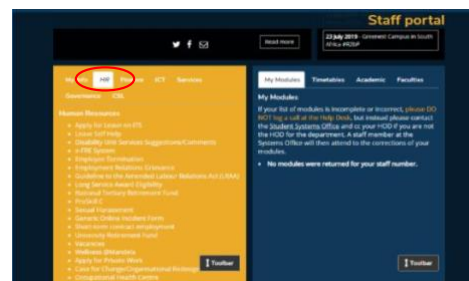 Staff portal
Read more
23 July 2019 - Greenest Campus in South
Africa #R2BP
HR ICT Services
Governance
Human Resources
Apply for Leave on ITS
Leave Self Help
Disability Unit Services Suggestions/Comments
System
Employee Termination
Employment Relations Grievance
Guideline to the Amended Labour Relations Act (LRAA)
Long Service Award Eligibility
National Tertiary Retirement Fund
Sexual Harassment
Generic Online Incident Form
Short-term contract employment
University Retirement Fund
Vacancies
Wellness
Apply for Private Work
Case for Change/Organisational Redesign
Occupational Health Centre
Toolbar
My Modules Timetables Academic Faculties
My Modules
If your list of modules is incomplete or incorrect, please DO
NOT log a call at the Help Desk, but instead please contact
the Student Systems Office and cc your HOD if you are not
the HOD for the department. A staff member at the
Systems Office will then attend to the corrections of your
modules.
No modules were returned for your staff number.
Toolbar